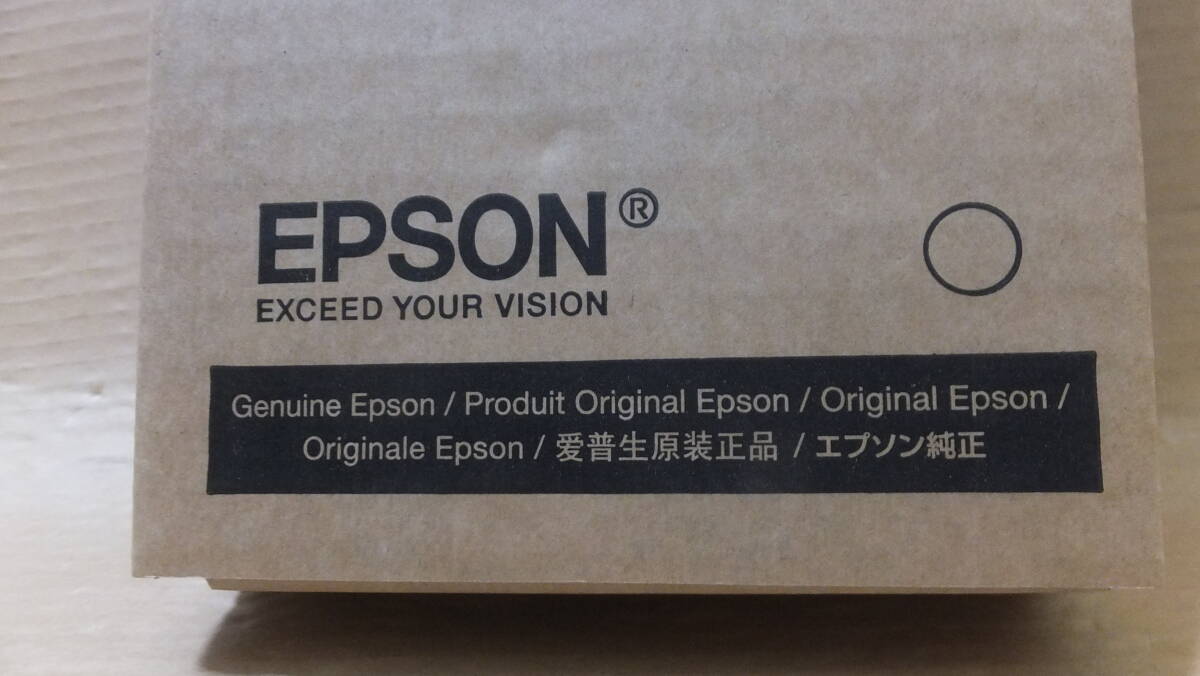 EPSON®
EXCEED YOUR VISION
Genuine Epson / Produit Original Epson / Original Epson /
Originale Epson / 爱普生原装正品 / エプソン純正